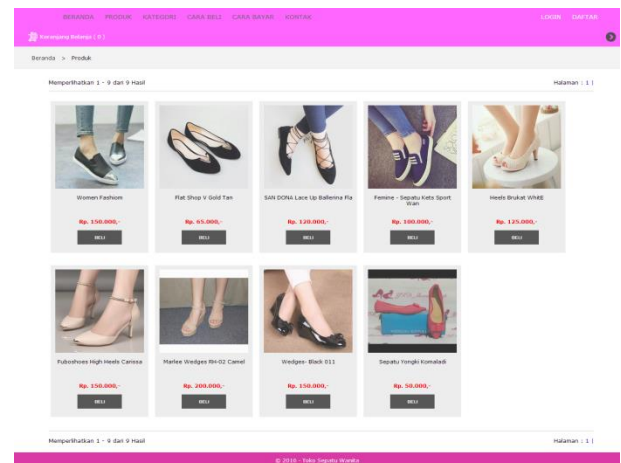 BERANDA PRODUK KATEGORI CARA BELI CARA BAYAR KONTAK LOGIN DAFTAR
Keranjang Belanja ( 0 )
Beranda > Produk
Memperlihatkan 1 - 9 dari 9 Hasil Halaman : 1 |
Women Fashiom Flat Shop V Gold Tan SAN DONA Lace Up Ballerina Fla Femine - Sepatu Kets Sport Heels Brukat WhitE
Wan
Rp. 150.000,- Rp. 65.000,- Rp. 120.000,- Rp. 100.000,- Rp. 125.000,-
BELI BELI BELI BELI BELI
Fuboshoes High Heels Carissa Marlee Wedges RH-02 Camel Wedges- Black 011 Sepatu Yongki Komaladi
Rp. 150.000,- Rp. 200.000,- Rp. 150.000,- Rp. 50.000,-
BELI BELI BELI BELI
Memperlihatkan 1 - 9 dari 9 Hasil Halaman : 1 |
© 2016 - Toko Sepatu Wanita